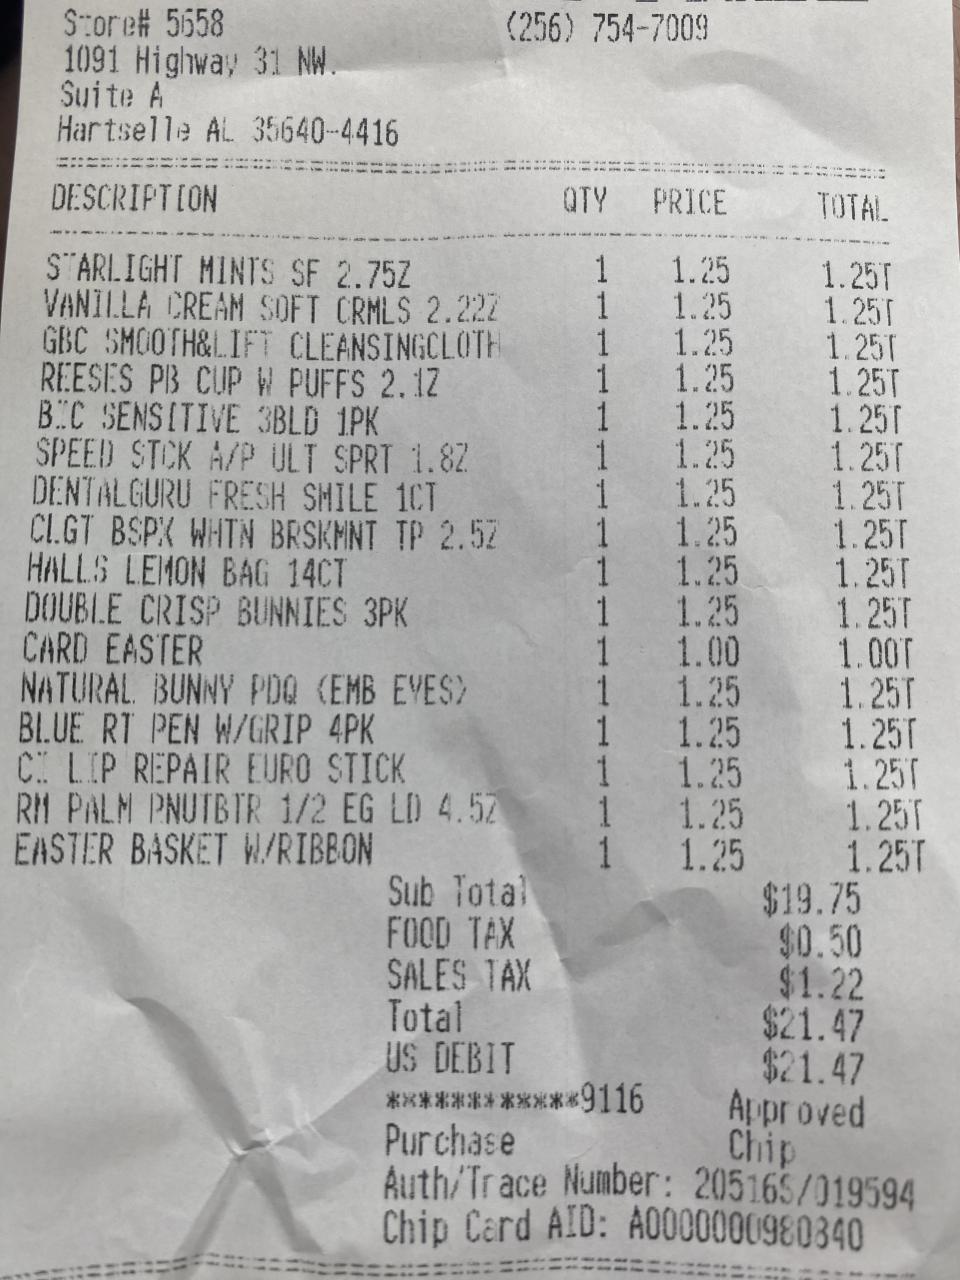 Store# 5658 (256) 754-7009
1091 Highway 31 NW.
Suite A
Hartselle AL 35640-4416
DESCRIPTION QTY PRICE TOTAL
STARLIGHT MINTS SF 2.75Z 1 1.25 1.25T
VANILLA CREAM SOFT CRMLS 2.22Z 1 1.25 1.25T
GBC SMOOTH&LIFT CLEANSINGCLOTH 1 1.25 1.25T
REESES PB CUP W PUFFS 2.1Z 1 1.25 1.25T
BIC SENSITIVE 3BLD 1PK 1 1.25 1.25T
SPEED STCK A/P ULT SPRT 1.8Z 1 1.25 1.25T
DENTALGURU FRESH SMILE 1CT 1 1.25 1.25T
CLGT BSPK WHTN BRSKMNT TP 2.5Z 1 1.25 1.25T
HALLS LEMON BAG 14CT 1 1.25 1.25T
DOUBLE CRISP BUNNIES 3PK 1 1.25 1.25T
CARD EASTER 1 1.00 1.00T
NATURAL BUNNY PDQ (EMB EYES) 1 1.25 1.25T
BLUE RT PEN W/GRIP 4PK 1 1.25 1.25T
CI LIP REPAIR EURO STICK 1 1.25 1.25T
RM PALM PNUTBTR 1/2 EG LD 4.5Z 1 1.25 1.25T
EASTER BASKET W/RIBBON 1 1.25 1.25T
Sub Total $19.75
FOOD TAX $0.50
SALES TAX $1.22
Total $21.47
US DEBIT $21.47
************9116 Approved
Purchase Chip
Auth/Trace Number: 205165/019594
Chip Card AID: A0000000980840